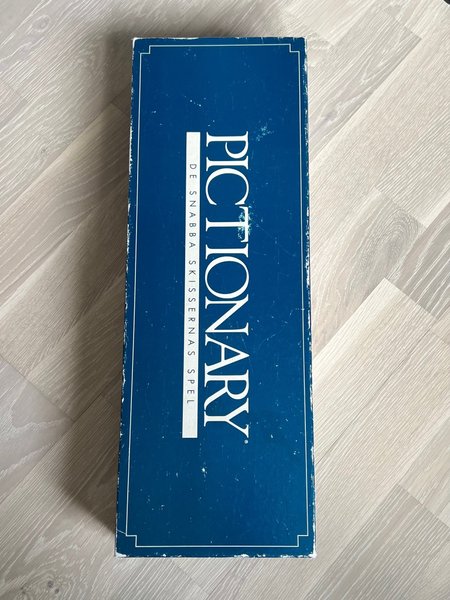 PICTIONARY®
DE SNABBA SKISSERNAS SPEL